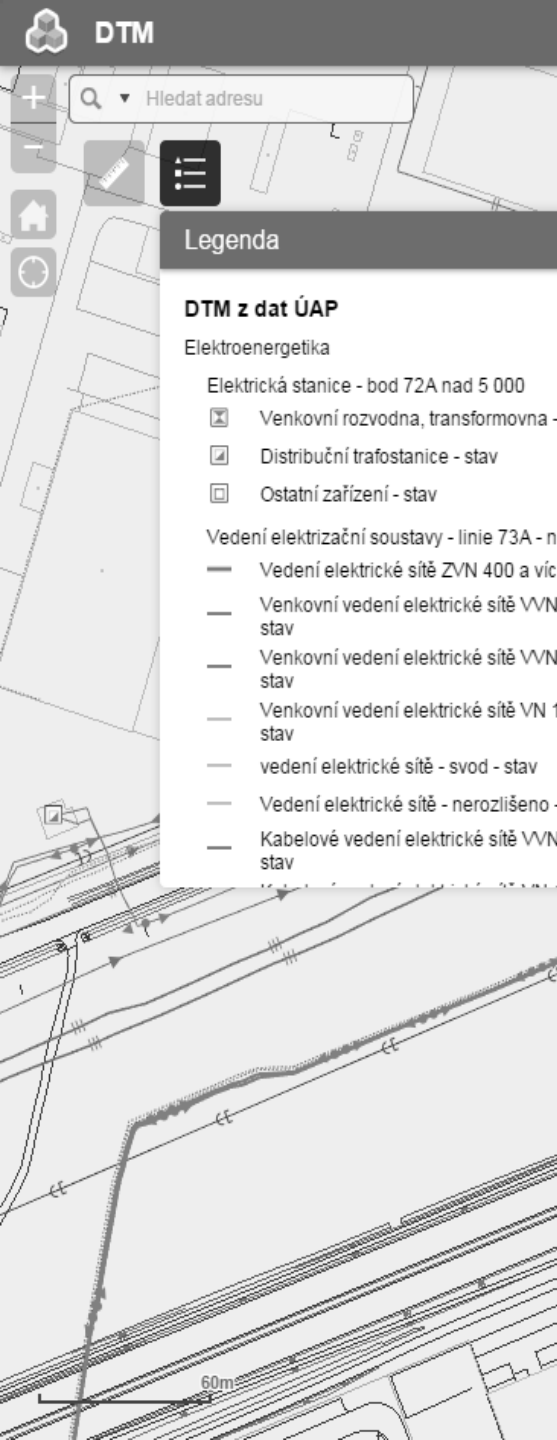 DTM
Hledat adresu
Legenda
DTM z dat ÚAP
Elektroenergetika
Elektrická stanice - bod 72A nad 5 000
Venkovní rozvodna, transformovna -
Distribuční trafostanice - stav
Ostatní zařízení - stav
Vedení elektrizační soustavy - linie 73A - n
Vedení elektrické sítě ZVN 400 a víc
Venkovní vedení elektrické sítě VVN
stav
Venkovní vedení elektrické sítě VVN
stav
Venkovní vedení elektrické sítě VN 1
stav
vedení elektrické sítě - svod - stav
Vedení elektrické sítě - nerozlišeno -
Kabelové vedení elektrické sítě VVN
stav
60m